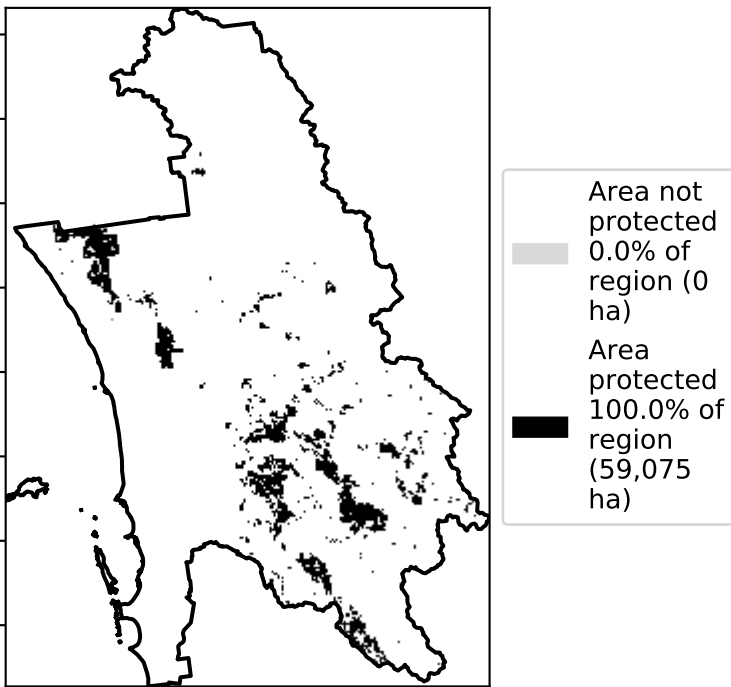 Area not
protected
0.0% of
region (0
ha)
Area
protected
100.0% of
region
(59,075
ha)